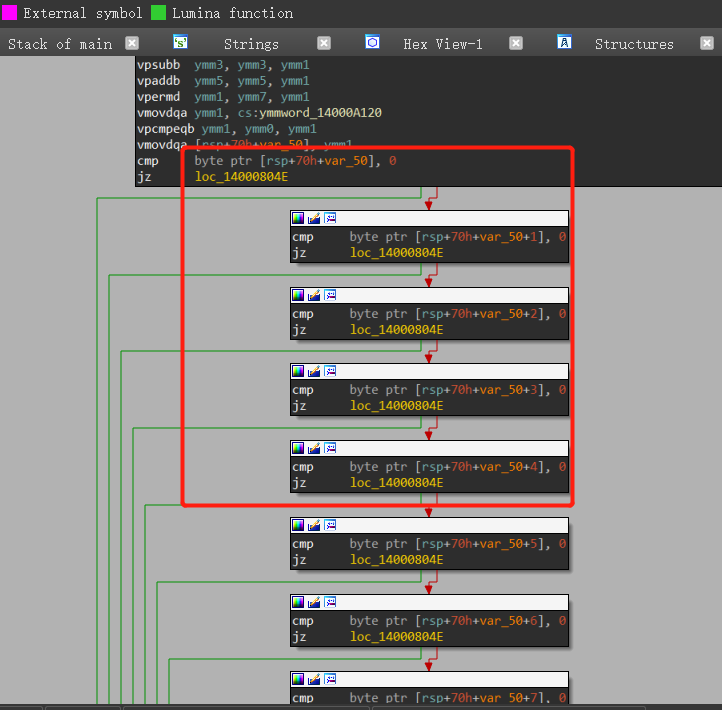 External symbol Lumina function
Stack of main Strings Hex View-1 Structures
vpsubb ymm3, ymm3, ymm1
vpaddb ymm5, ymm5, ymm1
vpermd ymm1, ymm7, ymm1
vmovdqa ymm1, cs:ymmword_14000A120
vpcmpeqb ymm1, ymm0, ymm1
vmovdqa [rsp+70h+var_50], ymm1
cmp byte ptr [rsp+70h+var_50], 0
jz loc_14000804E
cmp byte ptr [rsp+70h+var_50+1], 0
jz loc_14000804E
cmp byte ptr [rsp+70h+var_50+2], 0
jz loc_14000804E
cmp byte ptr [rsp+70h+var_50+3], 0
jz loc_14000804E
cmp byte ptr [rsp+70h+var_50+4], 0
jz loc_14000804E
cmp byte ptr [rsp+70h+var_50+5], 0
jz loc_14000804E
cmp byte ptr [rsp+70h+var_50+6], 0
jz loc_14000804E
cmp byte ptr [rsp+70h+var_50+7], 0